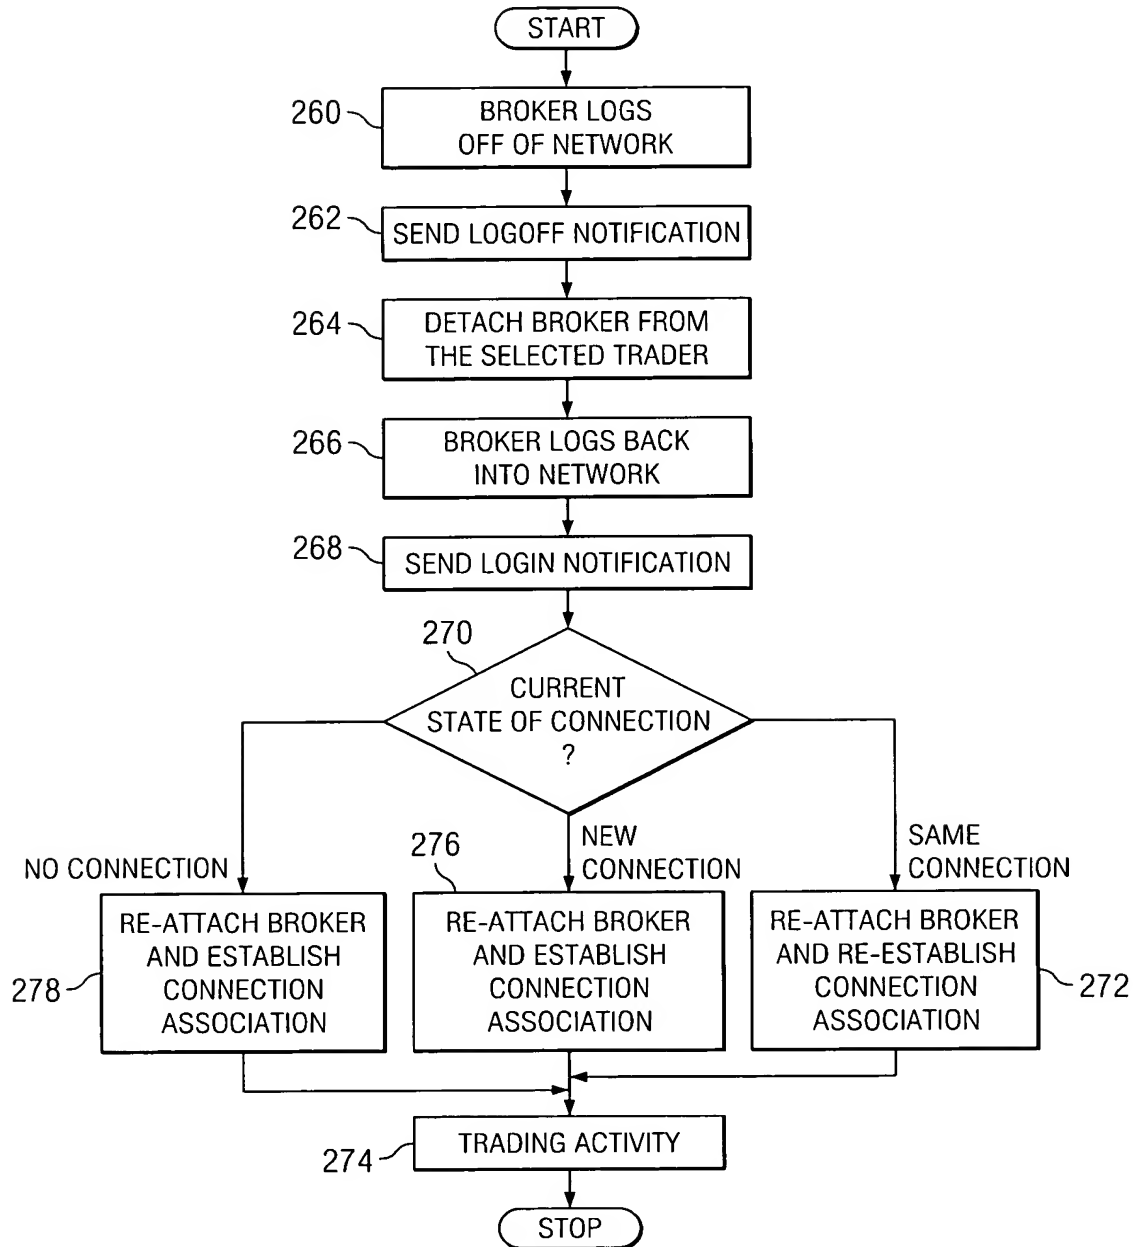 START
260
BROKER LOGS
OFF OF NETWORK
262
SEND LOGOFF NOTIFICATION
264
DETACH BROKER FROM
THE SELECTED TRADER
266
BROKER LOGS BACK
INTO NETWORK
268
SEND LOGIN NOTIFICATION
270
CURRENT
STATE OF CONNECTION
?
NO CONNECTION
276
NEW
CONNECTION
SAME
CONNECTION
278
RE-ATTACH BROKER
AND ESTABLISH
CONNECTION
ASSOCIATION
RE-ATTACH BROKER
AND ESTABLISH
CONNECTION
ASSOCIATION
RE-ATTACH BROKER
AND RE-ESTABLISH
CONNECTION
ASSOCIATION
272
274
TRADING ACTIVITY
STOP